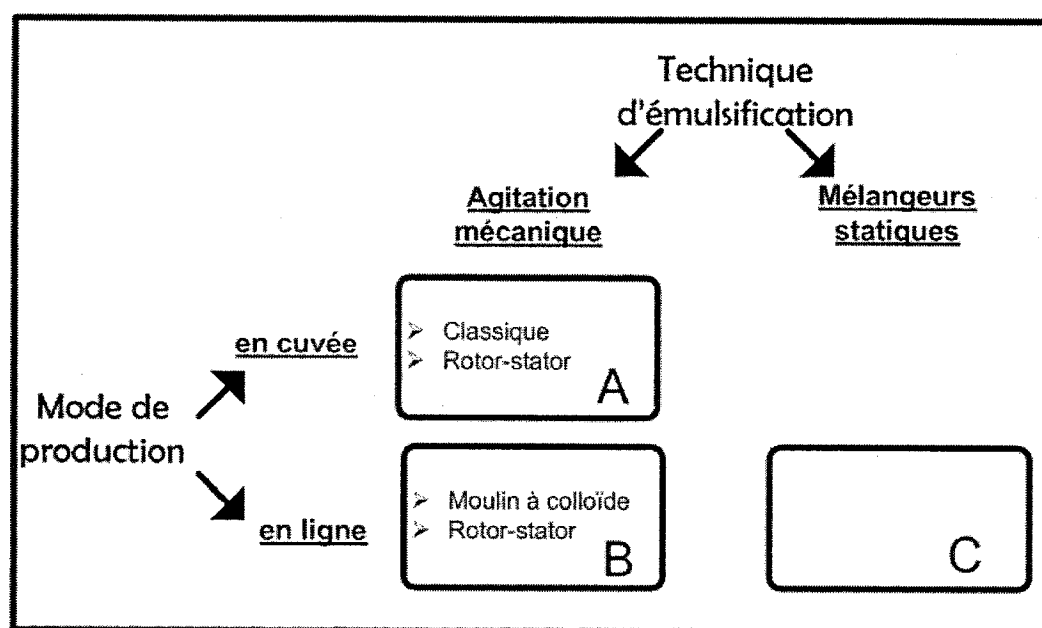 Technique
d'émulsification
Agitation
mécanique
Mélangeurs
statiques
en cuvée
➢ Classique
➢ Rotor-stator
A
Mode de
production
en ligne
➢ Moulin à colloïde
➢ Rotor-stator
B
C